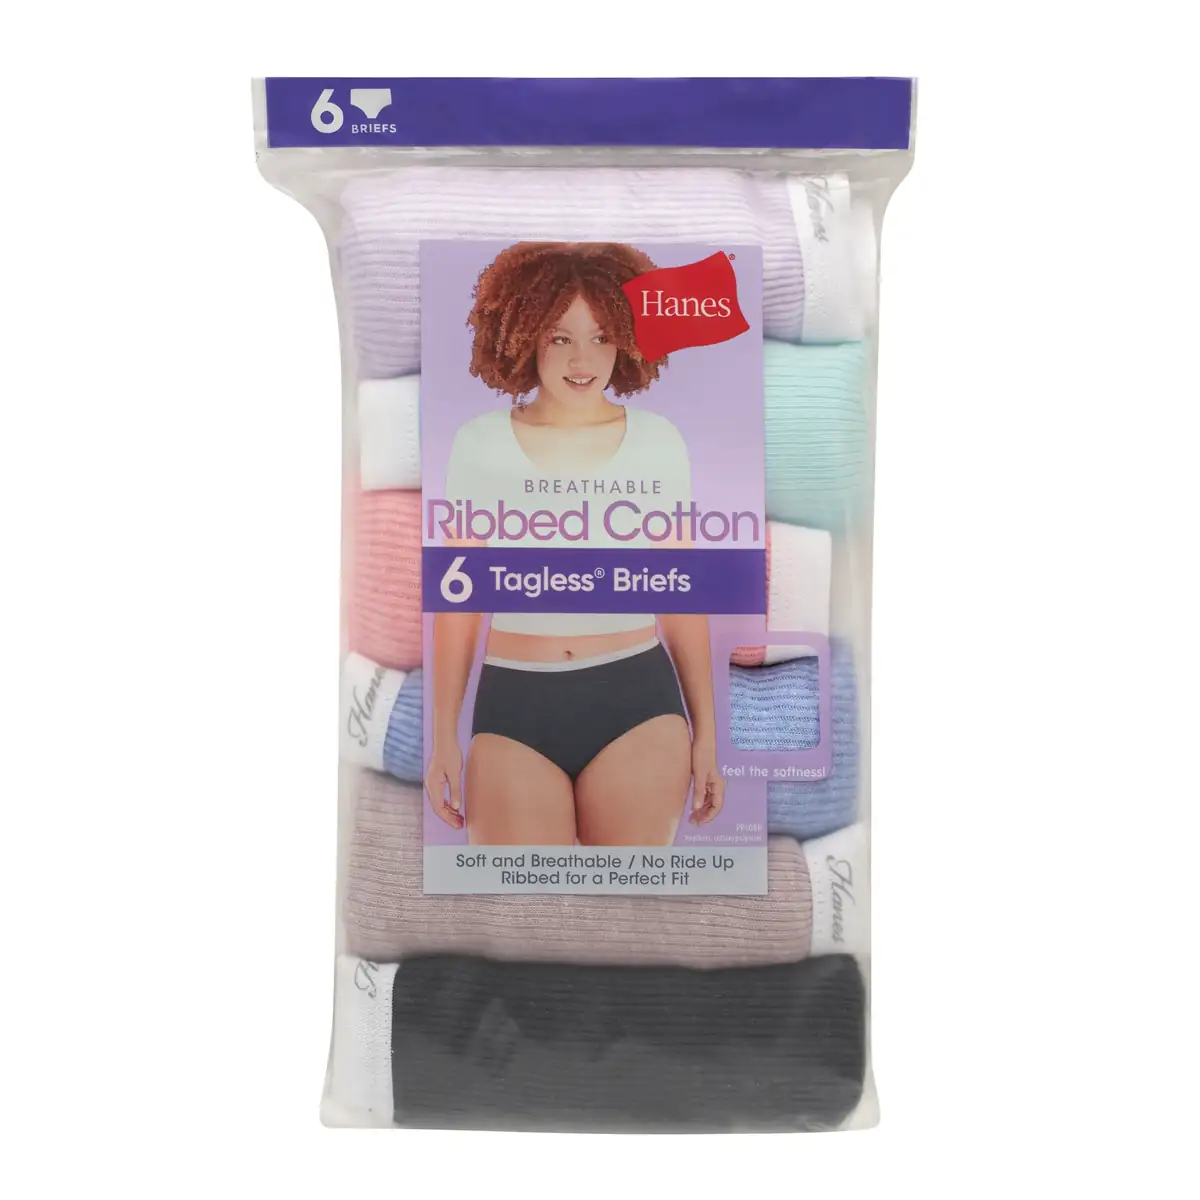 6
BRIEFS
Hanes
Hanes®
BREATHABLE
Ribbed Cotton
6 Tagless® Briefs
Hanes
feel the softness!
Soft and Breathable / No Ride Up
Ribbed for a Perfect Fit
Hanes